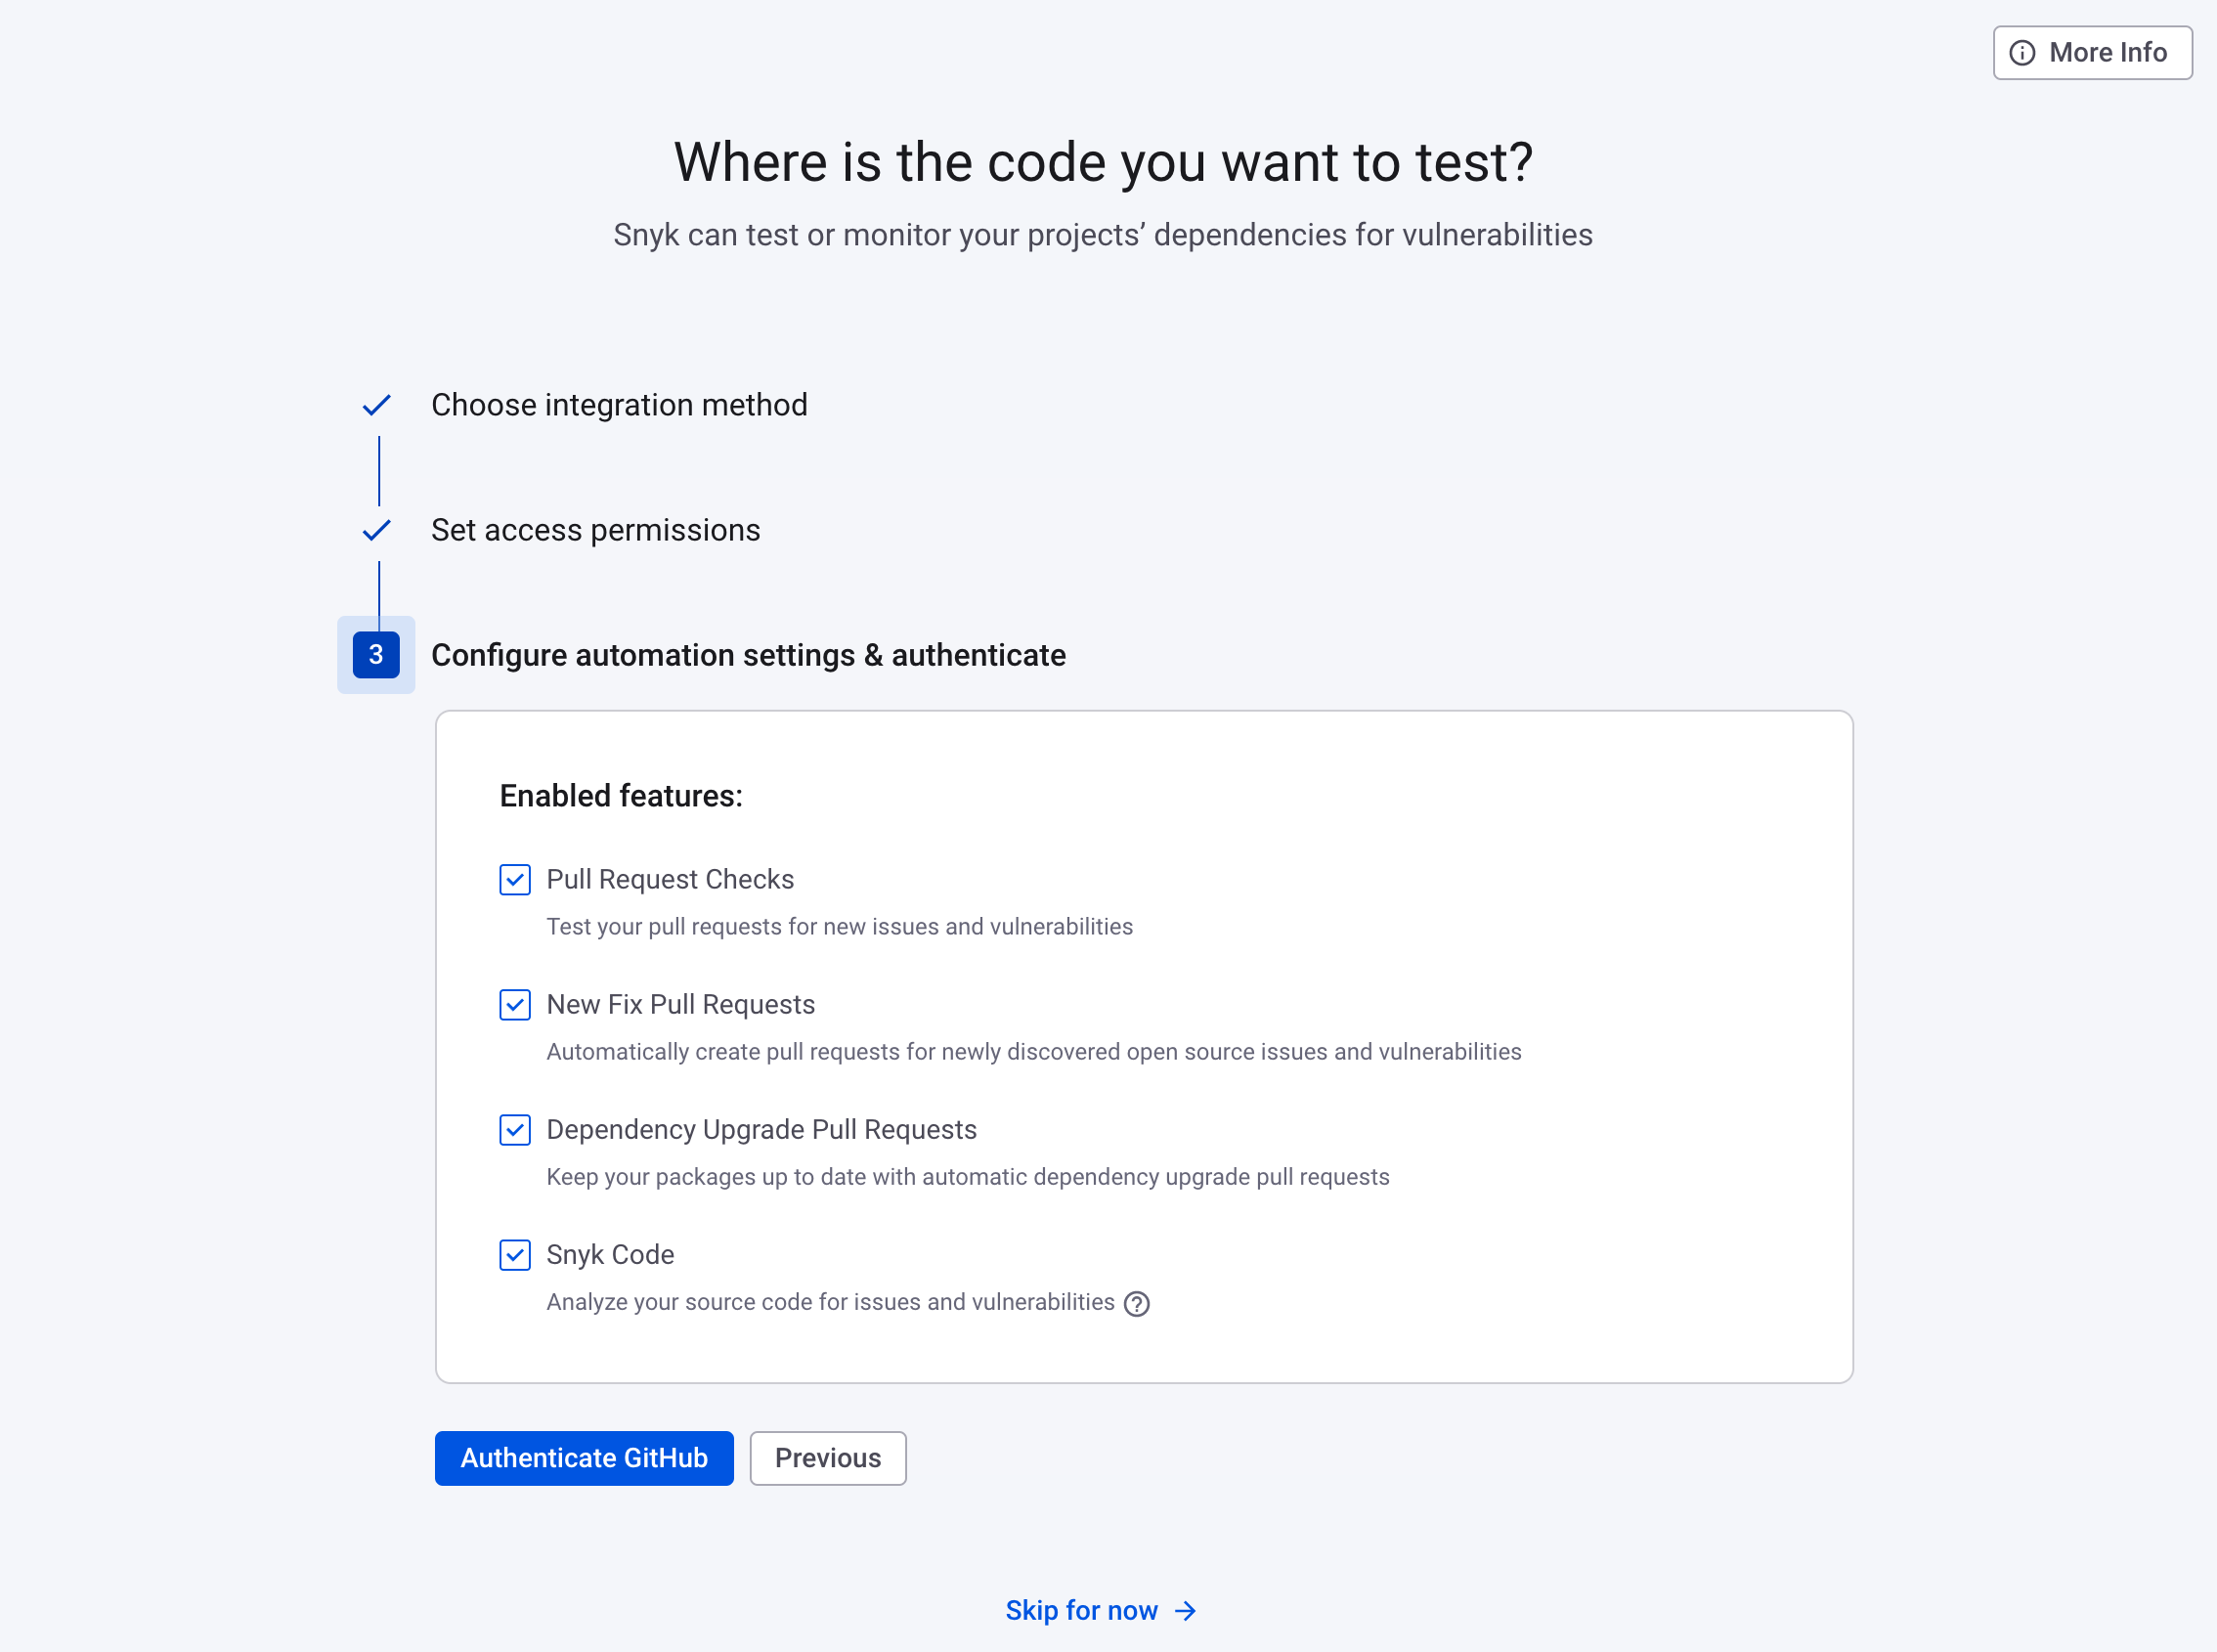 More Info
Where is the code you want to test?
Snyk can test or monitor your projects’ dependencies for vulnerabilities
Choose integration method
Set access permissions
3
Configure automation settings & authenticate
Enabled features:
Pull Request Checks
Test your pull requests for new issues and vulnerabilities
New Fix Pull Requests
Automatically create pull requests for newly discovered open source issues and vulnerabilities
Dependency Upgrade Pull Requests
Keep your packages up to date with automatic dependency upgrade pull requests
Snyk Code
Analyze your source code for issues and vulnerabilities
Authenticate GitHub
Previous
Skip for now